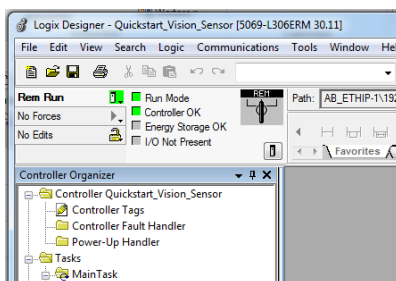 Logix Designer - Quickstart_Vision_Sensor [5069-L306ERM 30.11]
File Edit View Search Logic Communications Tools Window
Rem Run
Run Mode
REM
Path: AB_ETHIP-1\192
No Forces
Controller OK
Energy Storage OK
No Edits
I/O Not Present
Favorites
Controller Organizer
Controller Quickstart_Vision_Sensor
Controller Tags
Controller Fault Handler
Power-Up Handler
Tasks
MainTask